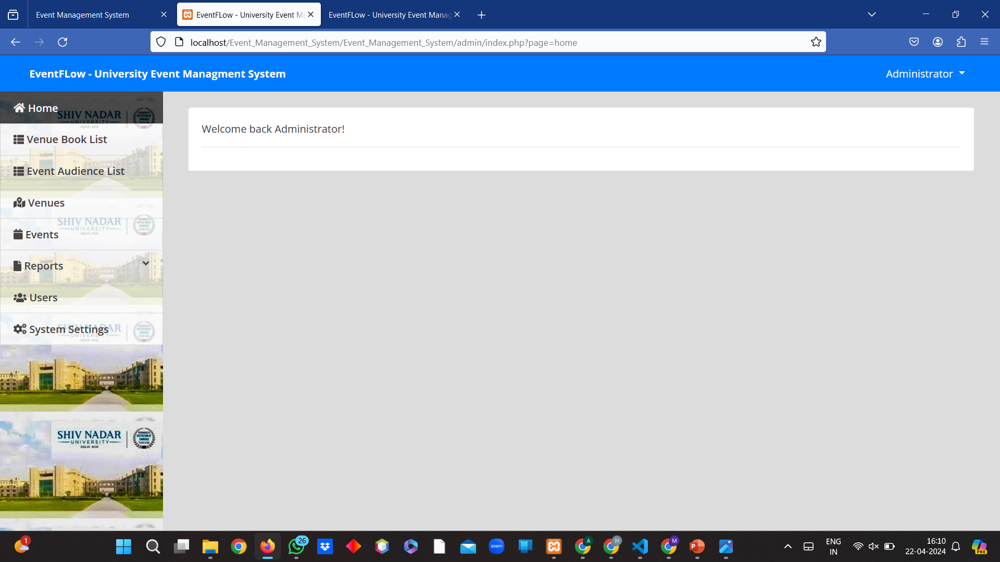 Event Management System
EventFLow - University Event Ma
EventFLow - University Event Manag
localhost/Event_Management_System/Event_Management_System/admin/index.php?page=home
EventFLow - University Event Managment System
Administrator
Home
SHIV NADAR
UNIVERSITY
DELHI NCR
Venue Book List
Event Audience List
Venues
SHIV NADAR
UNIVERSITY
DELHI NCR
Events
Reports
Users
System Settings
SHIV NADAR
UNIVERSITY
DELHI NCR
SHIV NADAR
UNIVERSITY
DELHI NCR
Welcome back Administrator!
1
26
zoom
A
H
M
P
ENG
IN
16:10
22-04-2024
PRE